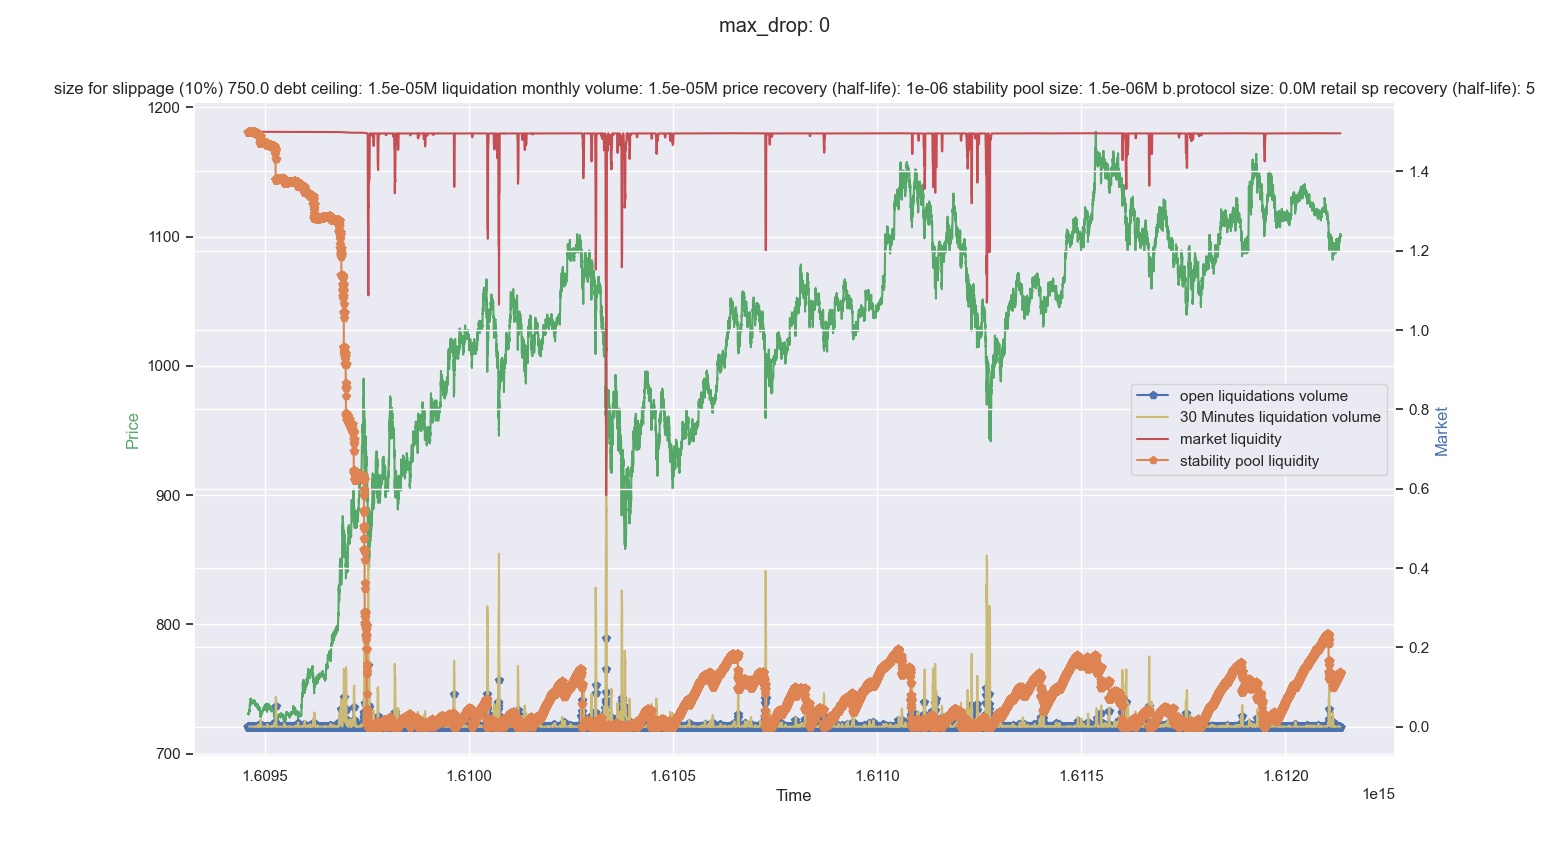 max_drop: 0
size for slippage (10%) 750.0 debt ceiling: 1.5e-05M liquidation monthly volume: 1.5e-05M price recovery (half-life): 1e-06 stability pool size: 1.5e-06M b.protocol size: 0.0M retail sp recovery (half-life): 5
1200
1100
1000
900
800
700
Price
1.4
1.2
1.0
0.8
0.6
0.4
0.2
0.0
Market
open liquidations volume
30 Minutes liquidation volume
market liquidity
stability pool liquidity
1.6095
1.6100
1.6105
1.6110
1.6115
1.6120
1e15
Time